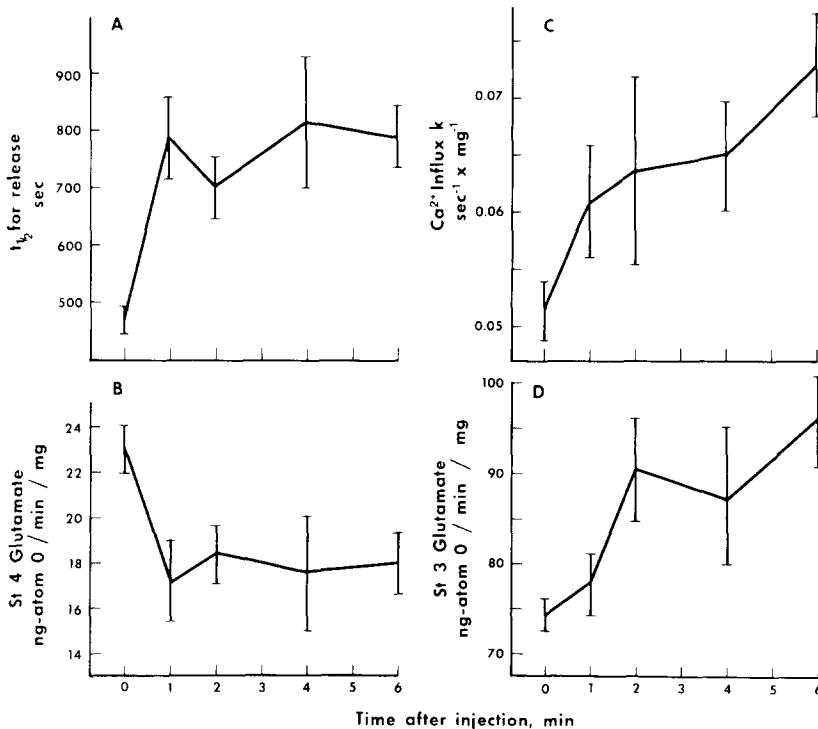 A
900
800
700
600
500
t½ for release
sec
C
0.07
0.06
0.05
Ca²⁺ Influx k
sec⁻¹ x mg⁻¹
B
24
22
20
18
16
14
13
St 4 Glutamate
ng-atom O/min/mg
0 1 2 3 4 5 6
D
100
90
80
70
St 3 Glutamate
ng-atom O/min / mg
0 1 2 3 4 5 6
Time after injection, min